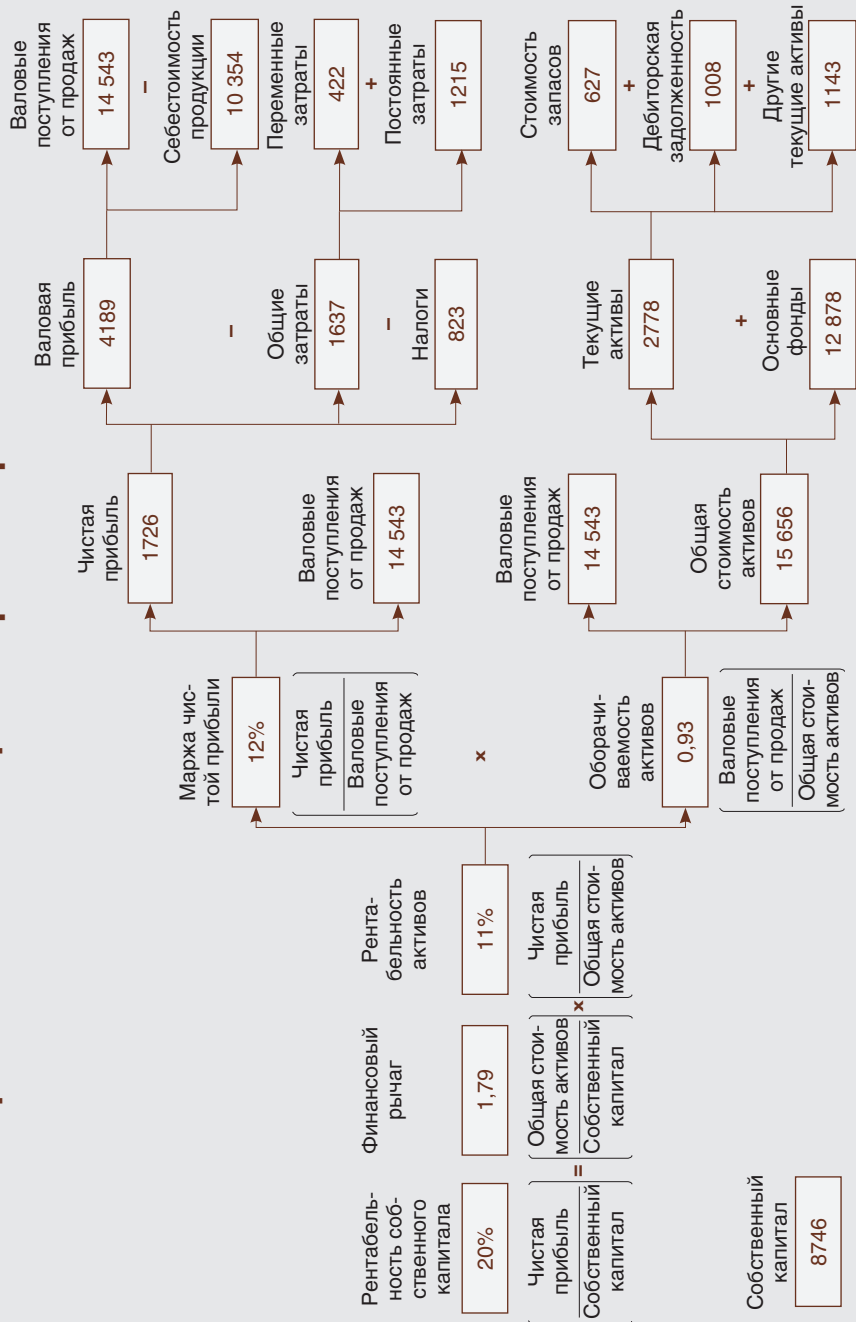 Рентабель-
ность соб-
ственного
капитала
20%
Чистая
прибыль
Собственный
капитал
=
Финансовый
рычаг
1,79
Общая стои-
мость активов
Собственный
капитал
x
Рента-
бельность
активов
11%
Чистая
прибыль
Общая стои-
мость активов
Собственный
капитал
8746
Маржа чис-
той прибыли
12%
Чистая
прибыль
Валовые
поступления
от продаж
x
Оборачи-
ваемость
активов
0,93
Валовые
поступления
от продаж
Общая стои-
мость активов
Чистая
прибыль
1726
Валовые
поступления
от продаж
14 543
Валовые
поступления
от продаж
14 543
Общая
стоимость
активов
15 656
Валовая
прибыль
4189
–
Общие
затраты
1637
–
Налоги
823
Текущие
активы
2778
+
Основные
фонды
12 878
Валовые
поступления
от продаж
14 543
–
Себестоимость
продукции
10 354
Переменные
затраты
422
+
Постоянные
затраты
1215
Стоимость
запасов
627
+
Дебиторская
задолженность
1008
+
Другие
текущие активы
1143